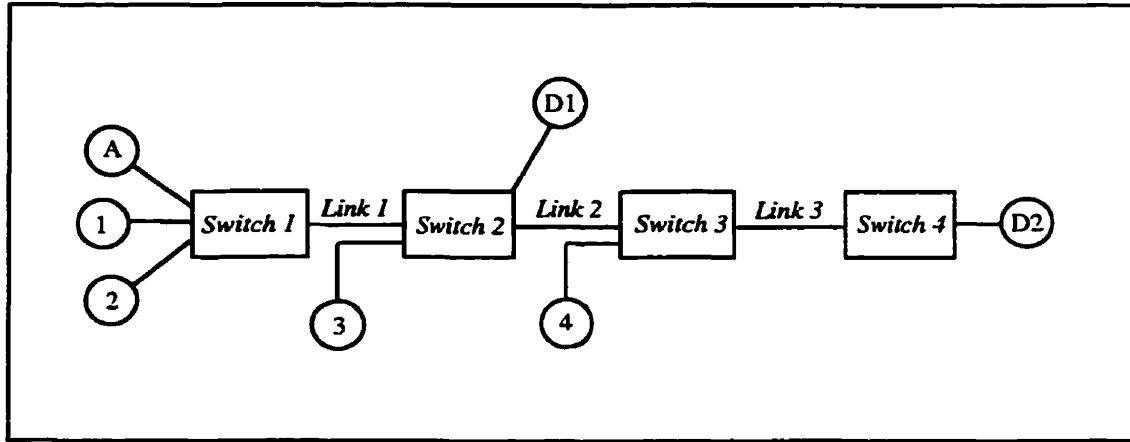 D1
A
1
2
Switch 1
Link 1
Switch 2
Link 2
Switch 3
Link 3
Switch 4
D2
3
4